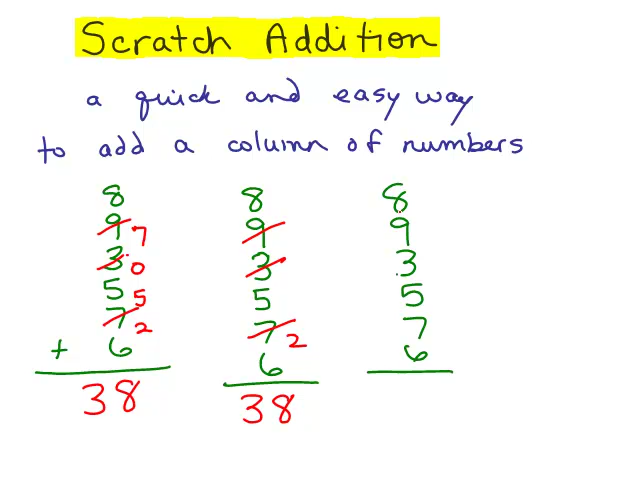 Scratch Addition
a quick and easy way
to add a column of numbers
8 8 8
9 7 9 9
3 0 3 3
5 5 5 5
7 2 7 2 7
+ 6 6 6
38 38